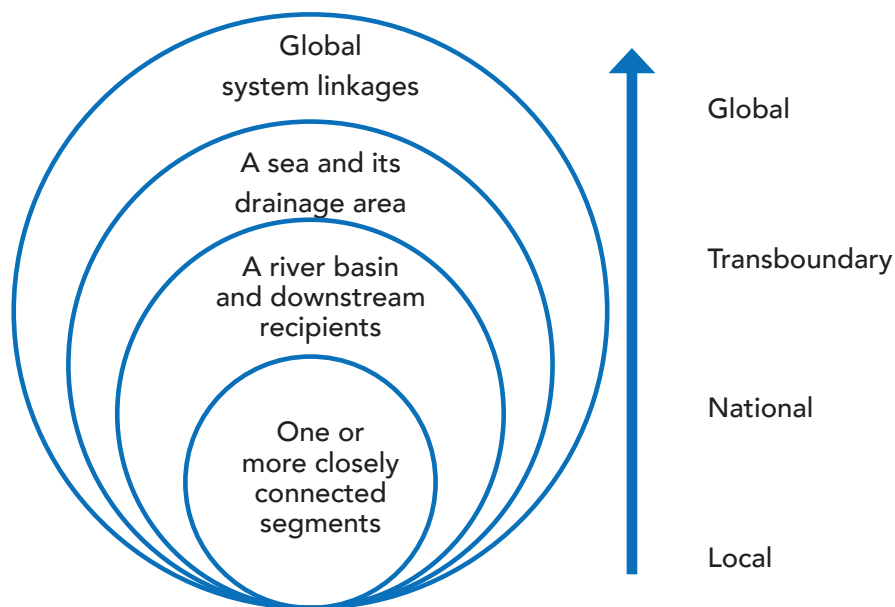 Global
system linkages
A sea and its
drainage area
A river basin
and downstream
recipients
One or
more closely
connected
segments
Global
Transboundary
National
Local